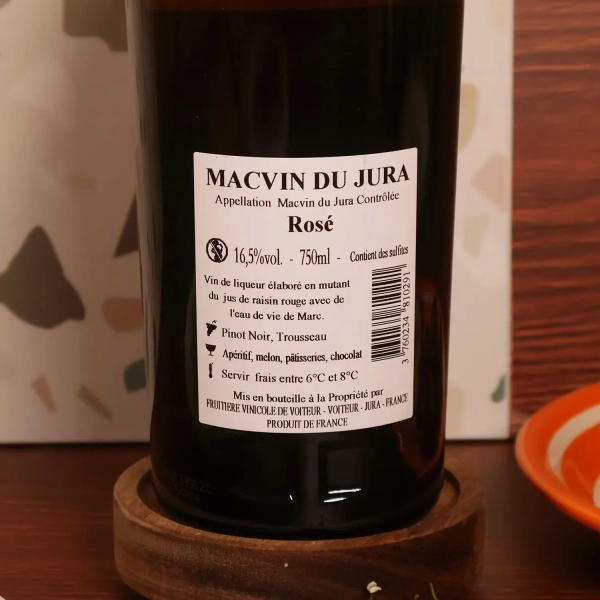 MACVIN DU JURA
Appellation Macvin du Jura Contrôlée
Rosé
16,5%vol. - 750ml - Contient des sulfites
Vin de liqueur élaboré en mutant
du jus de raisin rouge avec de
l'eau de vie de Marc.
Pinot Noir, Trousseau
Apéritif, melon, pâtisseries, chocolat
Servir frais entre 6°C et 8°C
3 760234 810291
Mis en bouteille à la Propriété par
FRUITIERE VINICOLE DE VOITEUR - VOITEUR - JURA - FRANCE
PRODUIT DE FRANCE